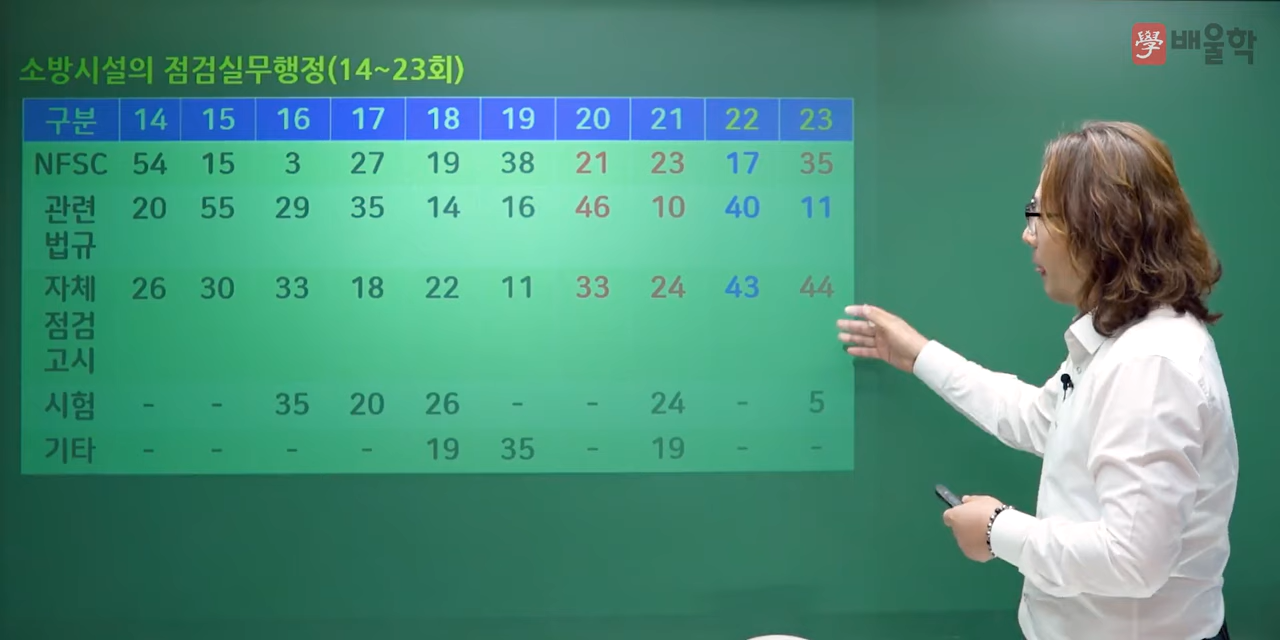 學 배울학
소방시설의 점검실무행정(14~23회)
구분 14 15 16 17 18 19 20 21 22 23
NFSC 54 15 3 27 19 38 21 23 17 35
관련 20 55 29 35 14 16 46 10 40 11
법규
자체 26 30 33 18 22 11 33 24 43 44
점검
고시
시험 - - 35 20 26 - - 24 - 5
기타 - - - - 19 35 - 19 - -